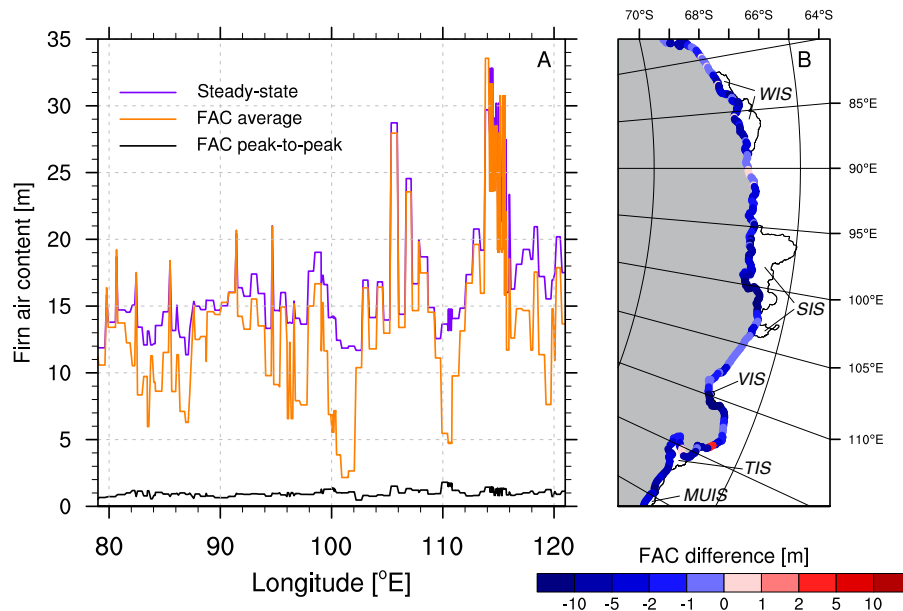 A
Steady-state
FAC average
FAC peak-to-peak
Firn air content [m]
35
30
25
20
15
10
5
0
80
90
100
110
120
Longitude [°E]
70°S
68°S
66°S
64°S
B
WIS
SIS
VIS
TIS
MUIS
85°E
90°E
95°E
100°E
105°E
110°E
FAC difference [m]
-10
-5
-2
-1
0
1
2
5
10